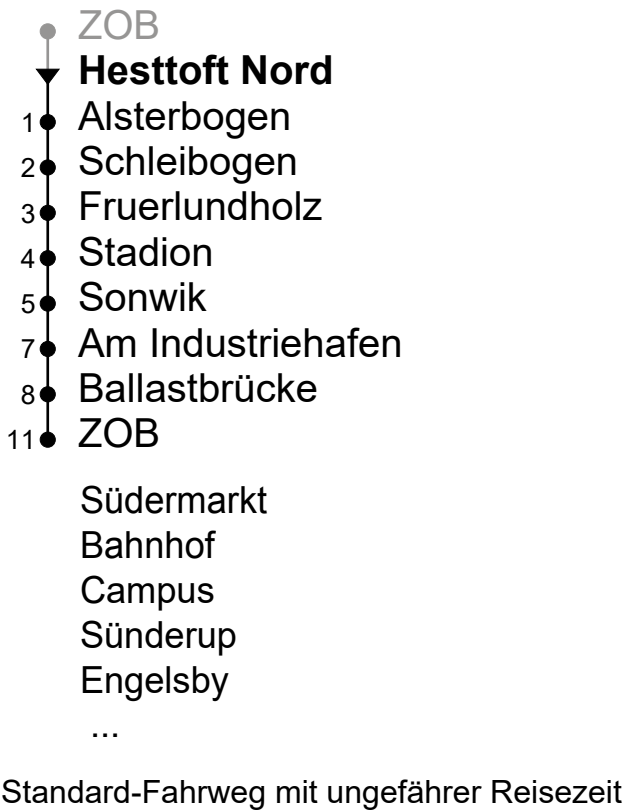 ZOB
Hesttoft Nord
1 Alsterbogen
2 Schleibogen
3 Fruerlundholz
4 Stadion
5 Sonwik
7 Am Industriehafen
8 Ballastbrücke
11 ZOB
Südermarkt
Bahnhof
Campus
Sünderup
Engelsby
...
Standard-Fahrweg mit ungefährer Reisezeit